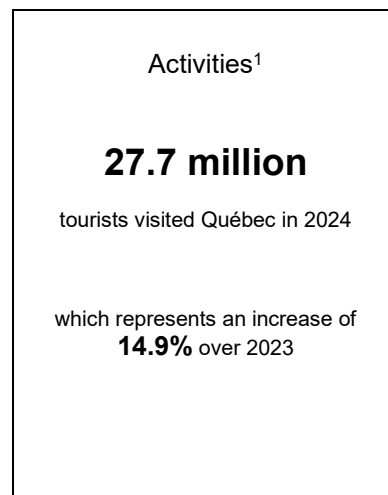 Activities¹
27.7 million
tourists visited Québec in 2024
which represents an increase of
14.9% over 2023